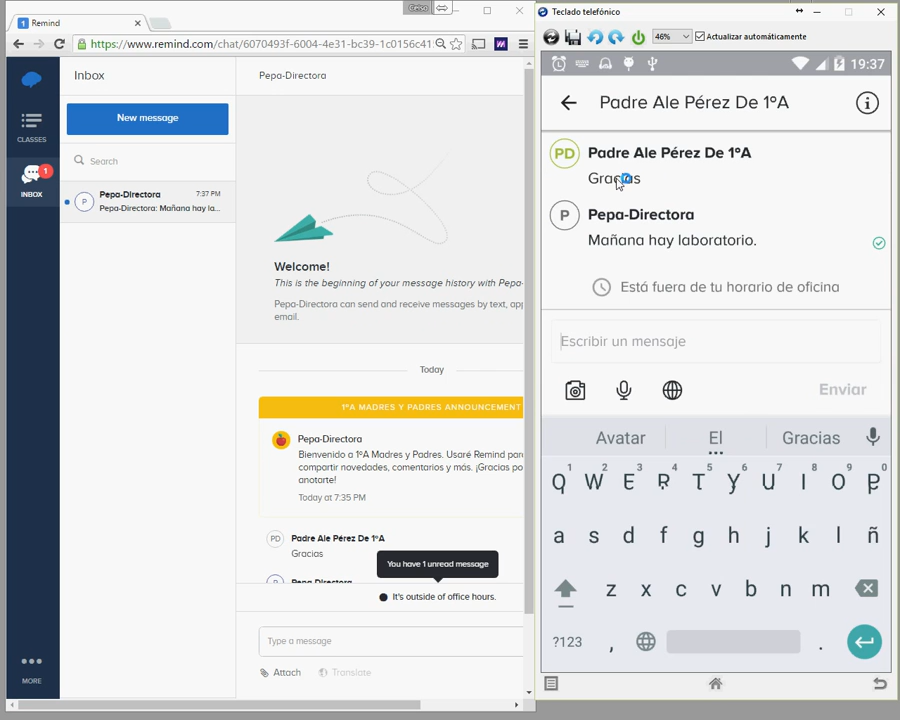 Celso
Remind
https://www.remind.com/chat/6070493f-6004-4e31-bc39-1c0156c41
CLASSES
INBOX
1
MORE
Inbox
New message
Search
P
Pepa-Directora
7:37 PM
Pepa-Directora: Mañana hay la...
Pepa-Directora
Welcome!
This is the beginning of your message history with Pepa-
Pepa-Directora can send and receive messages by text, app
email.
Today
1ºA MADRES Y PADRES ANNOUNCEMENT
Pepa-Directora
Bienvenido a 1ºA Madres y Padres. Usaré Remind par
compartir novedades, comentarios y más. ¡Gracias po
anotarte!
Today at 7:35 PM
PD
Padre Ale Pérez De 1ºA
Gracias
Pepa-Directora
You have 1 unread message
It's outside of office hours.
Type a message
Attach
Translate
Teclado telefónico
46%
Actualizar automáticamente
19:37
Padre Ale Pérez De 1ºA
PD
Padre Ale Pérez De 1ºA
Gracias
P
Pepa-Directora
Mañana hay laboratorio.
Está fuera de tu horario de oficina
Escribir un mensaje
Enviar
Avatar
El
Gracias
1 2 3 4 5 6 7 8 9 0
Q W E R T Y U I O P
a s d f g h j k l ñ
z x c v b n m
?123 , .